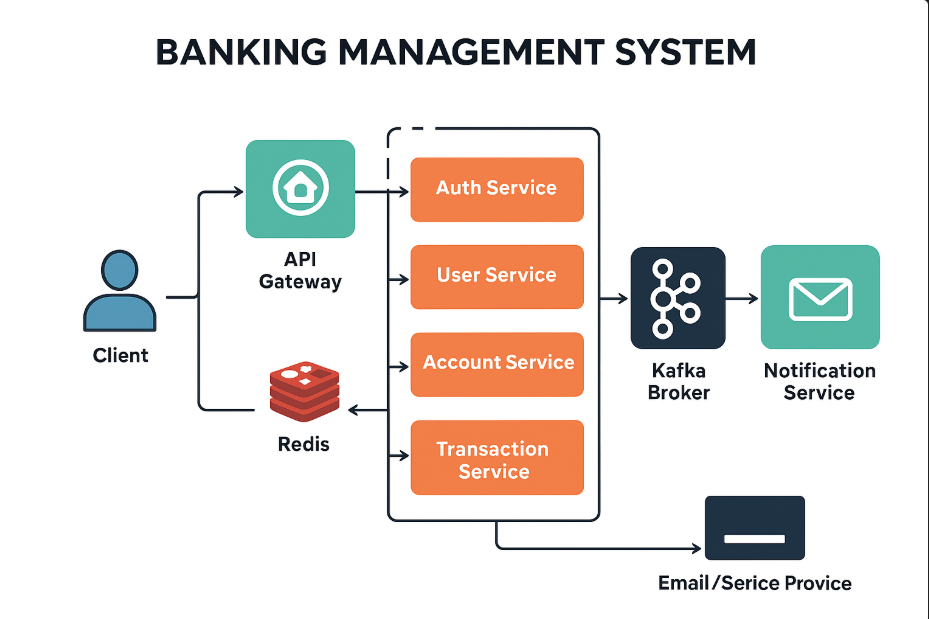 BANKING MANAGEMENT SYSTEM
API
Gateway
Client
Redis
Auth Service
User Service
Account Service
Transaction
Service
Kafka
Broker
Notification
Service
Email/Serice Provice